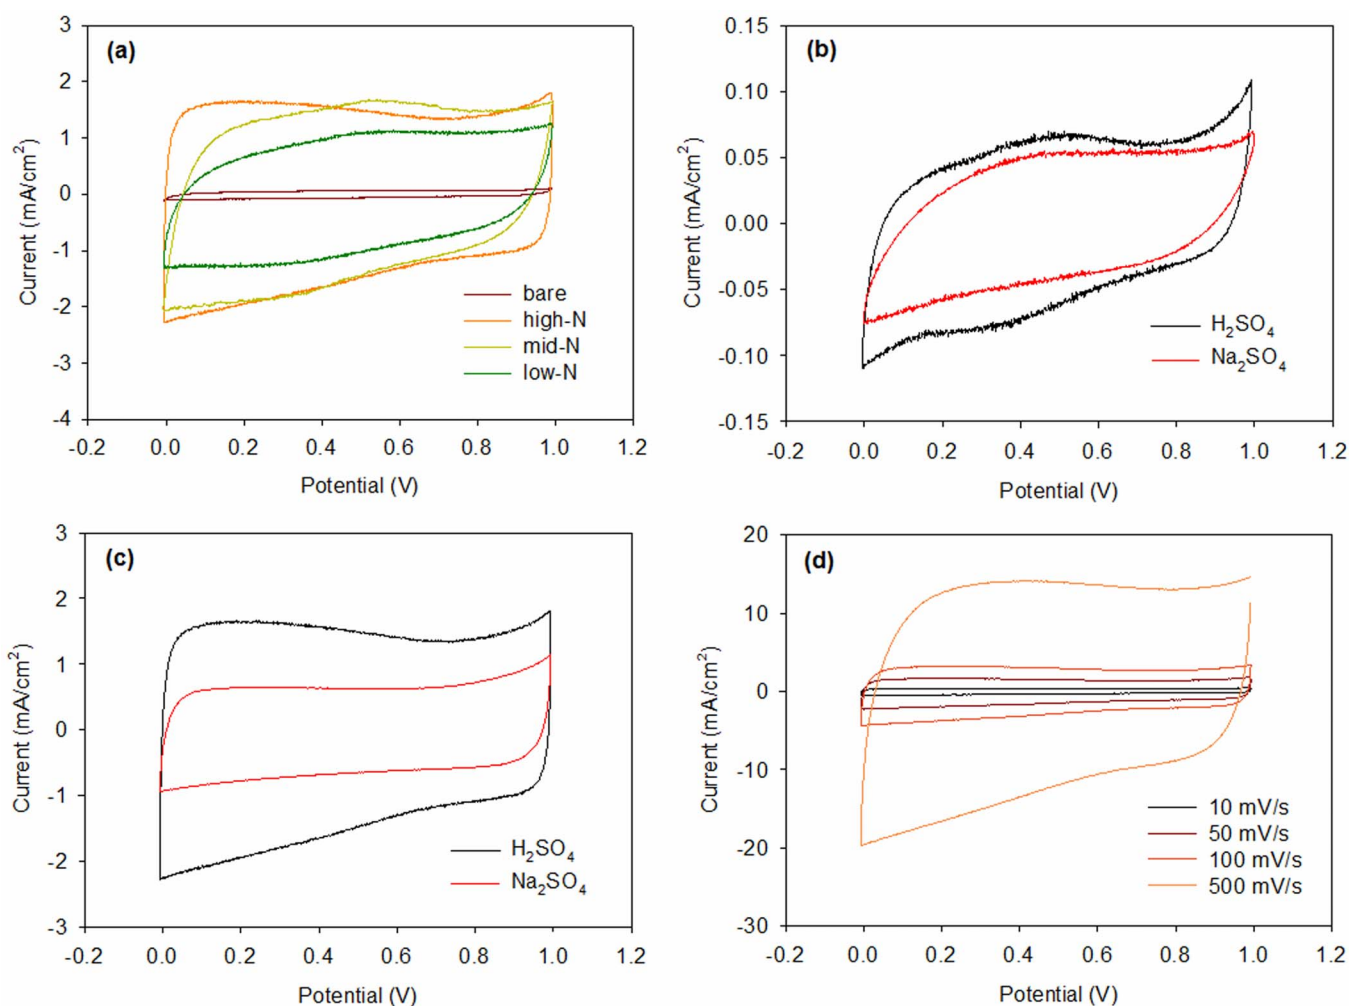 (a)
3
2
1
0
-1
-2
-3
-4
Current (mA/cm²)
bare
high-N
mid-N
low-N
-0.2 0.0 0.2 0.4 0.6 0.8 1.0 1.2
Potential (V)
(b)
0.15
0.10
0.05
0.00
-0.05
-0.10
-0.15
Current (mA/cm²)
H₂SO₄
Na₂SO₄
-0.2 0.0 0.2 0.4 0.6 0.8 1.0 1.2
Potential (V)
(c)
3
2
1
0
-1
-2
-3
Current (mA/cm²)
H₂SO₄
Na₂SO₄
-0.2 0.0 0.2 0.4 0.6 0.8 1.0 1.2
Potential (V)
(d)
20
10
0
-10
-20
-30
Current (mA/cm²)
10 mV/s
50 mV/s
100 mV/s
500 mV/s
-0.2 0.0 0.2 0.4 0.6 0.8 1.0 1.2
Potential (V)